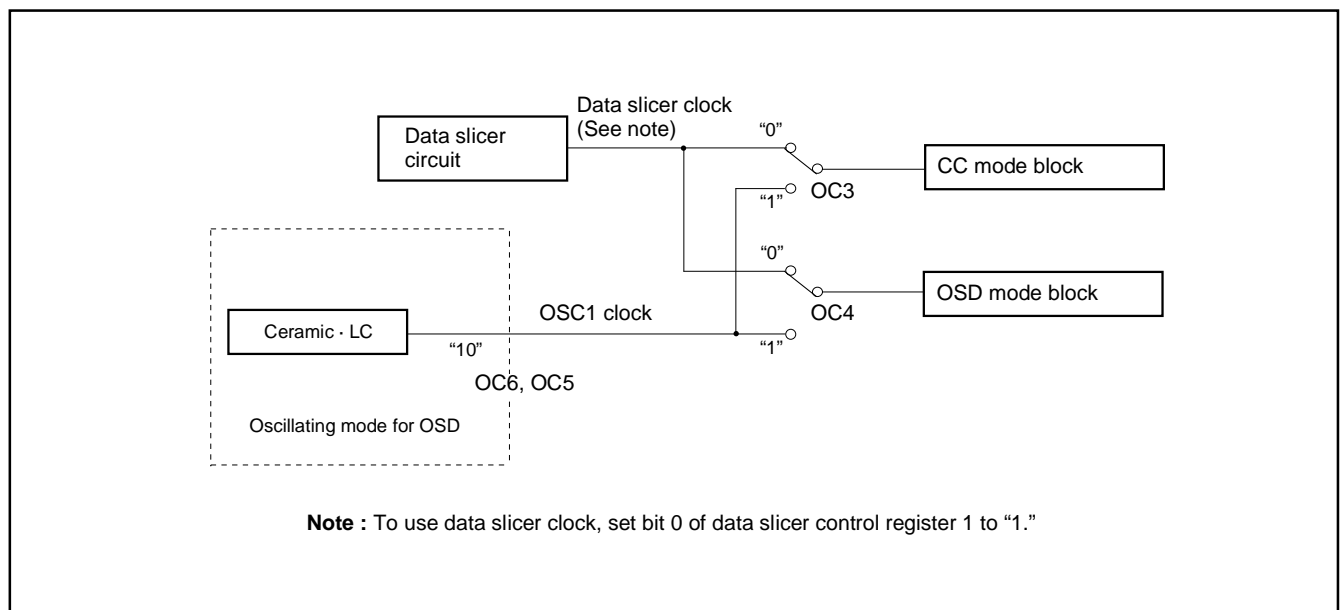 Data slicer clock
(See note)
Data slicer
circuit
“0”
CC mode block
“1”
OC3
“0”
OSD mode block
OSC1 clock
OC4
Ceramic · LC
“10”
“1”
OC6, OC5
Oscillating mode for OSD
Note : To use data slicer clock, set bit 0 of data slicer control register 1 to “1.”